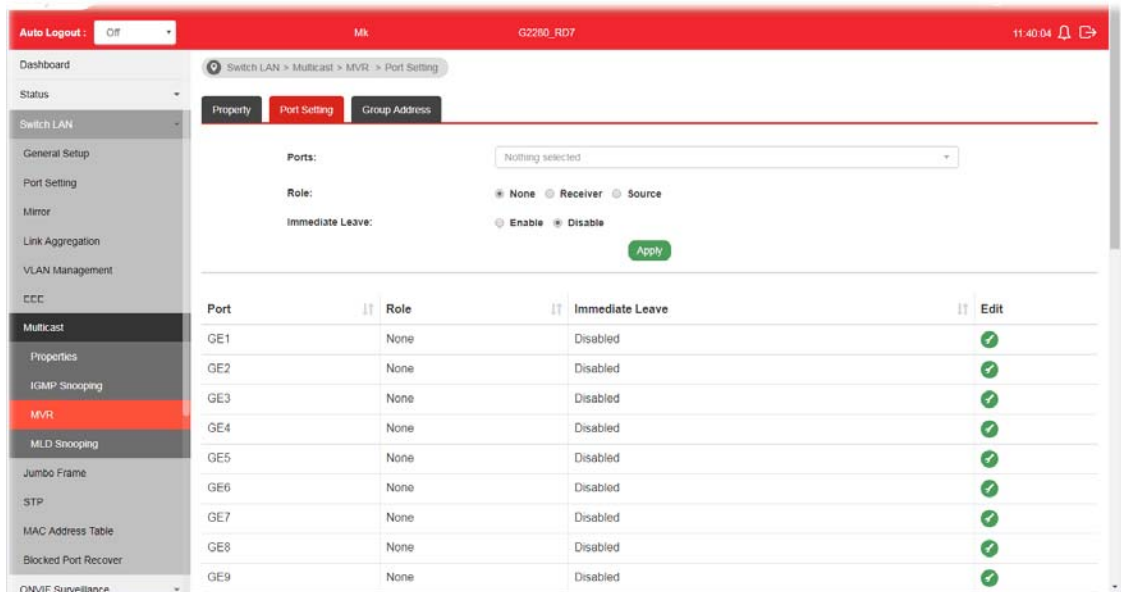 Auto Logout : Off Mk G2280_RD7 11:40:04
Dashboard
Status
Switch LAN
General Setup
Port Setting
Mirror
Link Aggregation
VLAN Management
EEE
Multicast
Properties
IGMP Snooping
MVR
MLD Snooping
Jumbo Frame
STP
MAC Address Table
Blocked Port Recover
ONVIF Surveillance
Switch LAN > Multicast > MVR > Port Setting
Property Port Setting Group Address
Ports: Nothing selected
Role: None Receiver Source
Immediate Leave: Enable Disable
Apply
Port Role Immediate Leave Edit
GE1 None Disabled
GE2 None Disabled
GE3 None Disabled
GE4 None Disabled
GE5 None Disabled
GE6 None Disabled
GE7 None Disabled
GE8 None Disabled
GE9 None Disabled